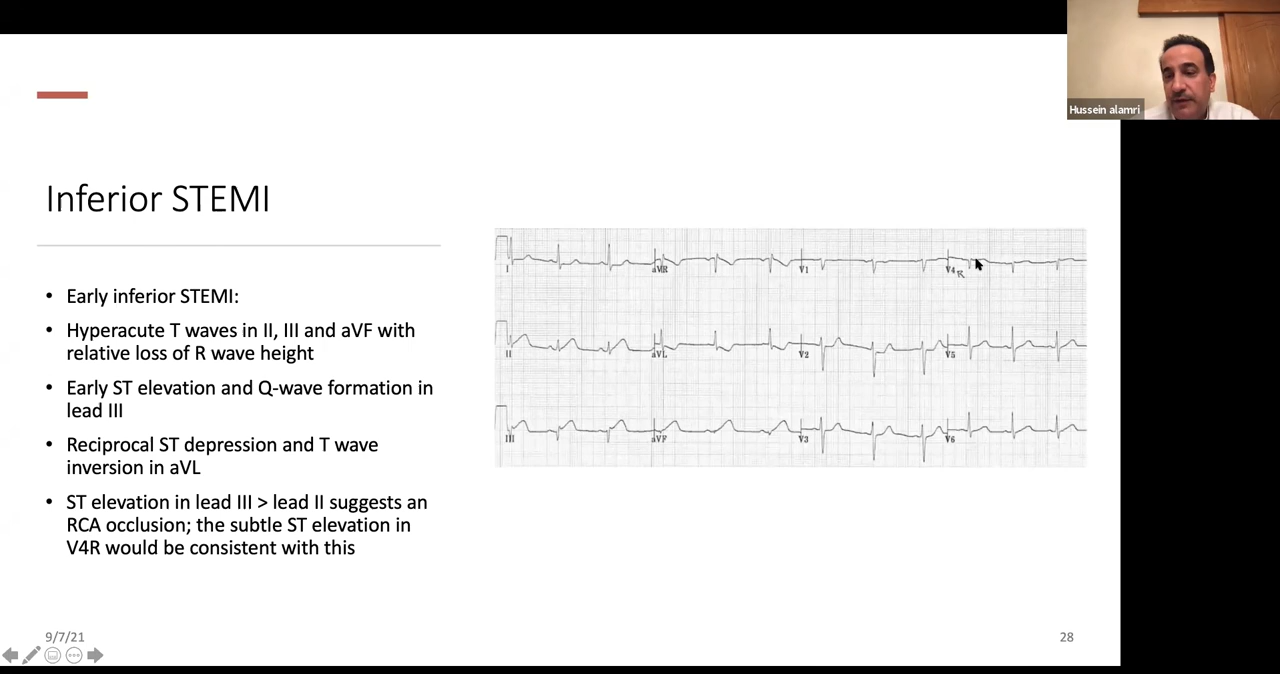 Hussein alamri
Inferior STEMI
• Early inferior STEMI:
• Hyperacute T waves in II, III and aVF with
relative loss of R wave height
• Early ST elevation and Q-wave formation in
lead III
• Reciprocal ST depression and T wave
inversion in aVL
• ST elevation in lead III > lead II suggests an
RCA occlusion; the subtle ST elevation in
V4R would be consistent with this
I aVR V1 V4R
II aVL V2 V5
III aVF V3 V6
9/7/21
28